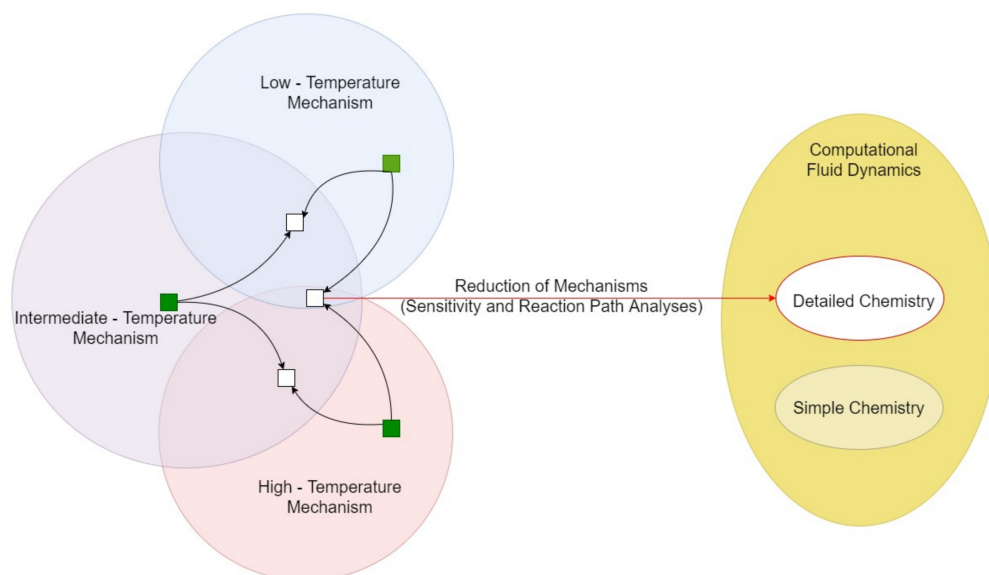 Low - Temperature
Mechanism
Intermediate - Temperature
Mechanism
High - Temperature
Mechanism
Reduction of Mechanisms
(Sensitivity and Reaction Path Analyses)
Computational
Fluid Dynamics
Detailed Chemistry
Simple Chemistry